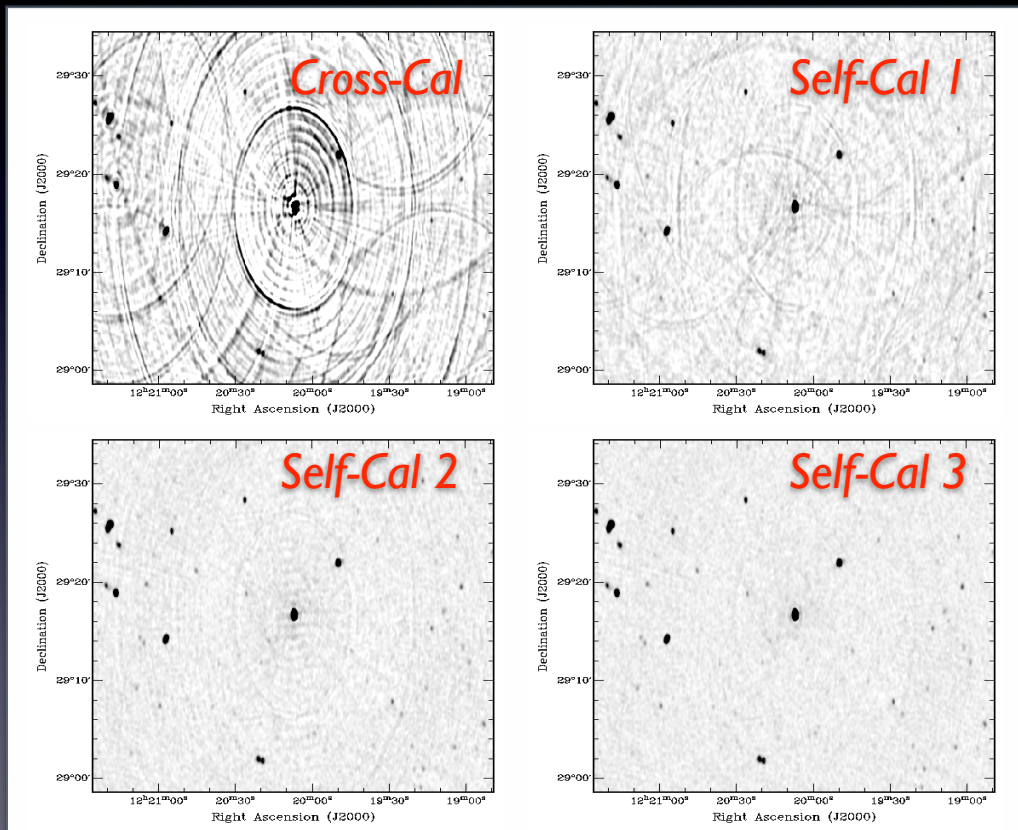 Cross-Cal
29°30'
29°20'
29°10'
29°00'
Declination (J2000)
12ʰ21ᵐ00ˢ 20ᵐ30ˢ 20ᵐ00ˢ 19ᵐ30ˢ 19ᵐ00ˢ
Right Ascension (J2000)
Self-Cal 1
29°30'
29°20'
29°10'
29°00'
Declination (J2000)
12ʰ21ᵐ00ˢ 20ᵐ30ˢ 20ᵐ00ˢ 19ᵐ30ˢ 19ᵐ00ˢ
Right Ascension (J2000)
Self-Cal 2
29°30'
29°20'
29°10'
29°00'
Declination (J2000)
12ʰ21ᵐ00ˢ 20ᵐ30ˢ 20ᵐ00ˢ 19ᵐ30ˢ 19ᵐ00ˢ
Right Ascension (J2000)
Self-Cal 3
29°30'
29°20'
29°10'
29°00'
Declination (J2000)
12ʰ21ᵐ00ˢ 20ᵐ30ˢ 20ᵐ00ˢ 19ᵐ30ˢ 19ᵐ00ˢ
Right Ascension (J2000)